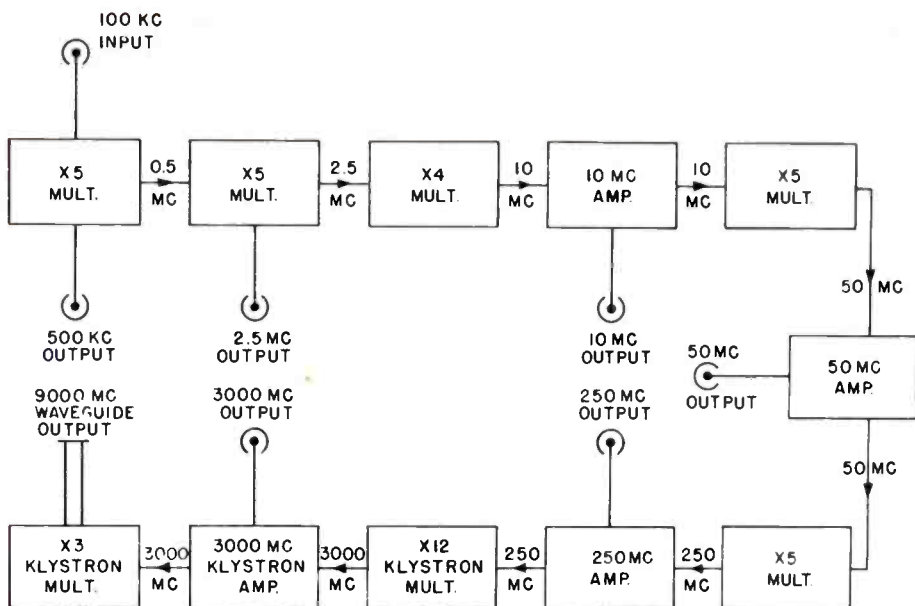 100 KC
INPUT
X5
MULT.
0.5
MC
X5
MULT.
2.5
MC
X4
MULT.
10
MC
10 MC
AMP.
10
MC
X5
MULT.
50 MC
500 KC
OUTPUT
2.5 MC
OUTPUT
10 MC
OUTPUT
50 MC
OUTPUT
50 MC
AMP.
50 MC
9000 MC
WAVEGUIDE
OUTPUT
3000 MC
OUTPUT
250 MC
OUTPUT
X3
KLYSTRON
MULT.
3000
MC
3000 MC
KLYSTRON
AMP.
3000
MC
X12
KLYSTRON
MULT.
250
MC
250 MC
AMP.
250
MC
X5
MULT.